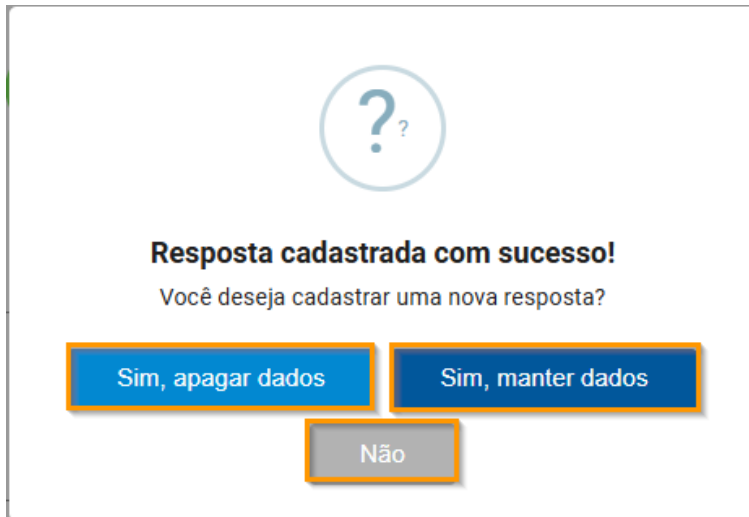 ?
?
Resposta cadastrada com sucesso!
Você deseja cadastrar uma nova resposta?
Sim, apagar dados
Sim, manter dados
Não